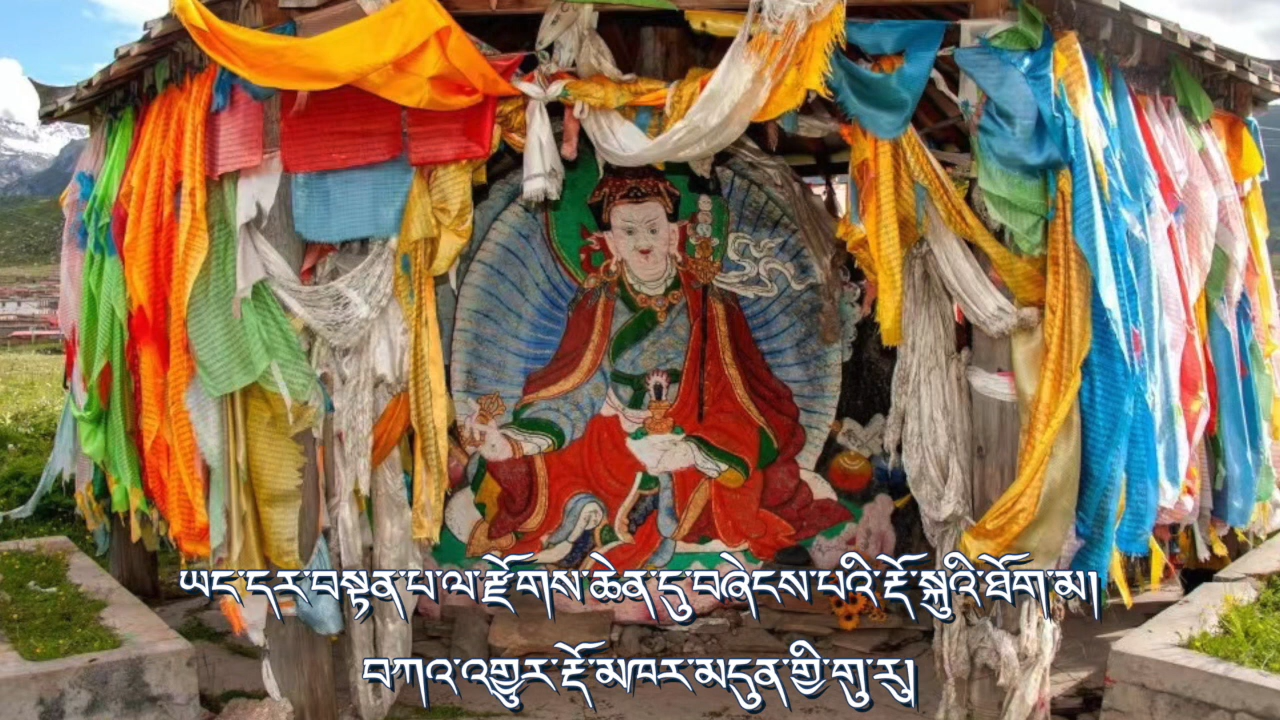 ཡང་དར་བསྟན་པ་ལ་རྫོགས་ཆེན་དུ་བཞེངས་པའི་རྡོ་སྐུའི་ཐོག་མ།
བཀའ་འགྱུར་རྡོ་མཁར་མདུན་གྱི་གུ་རུ།